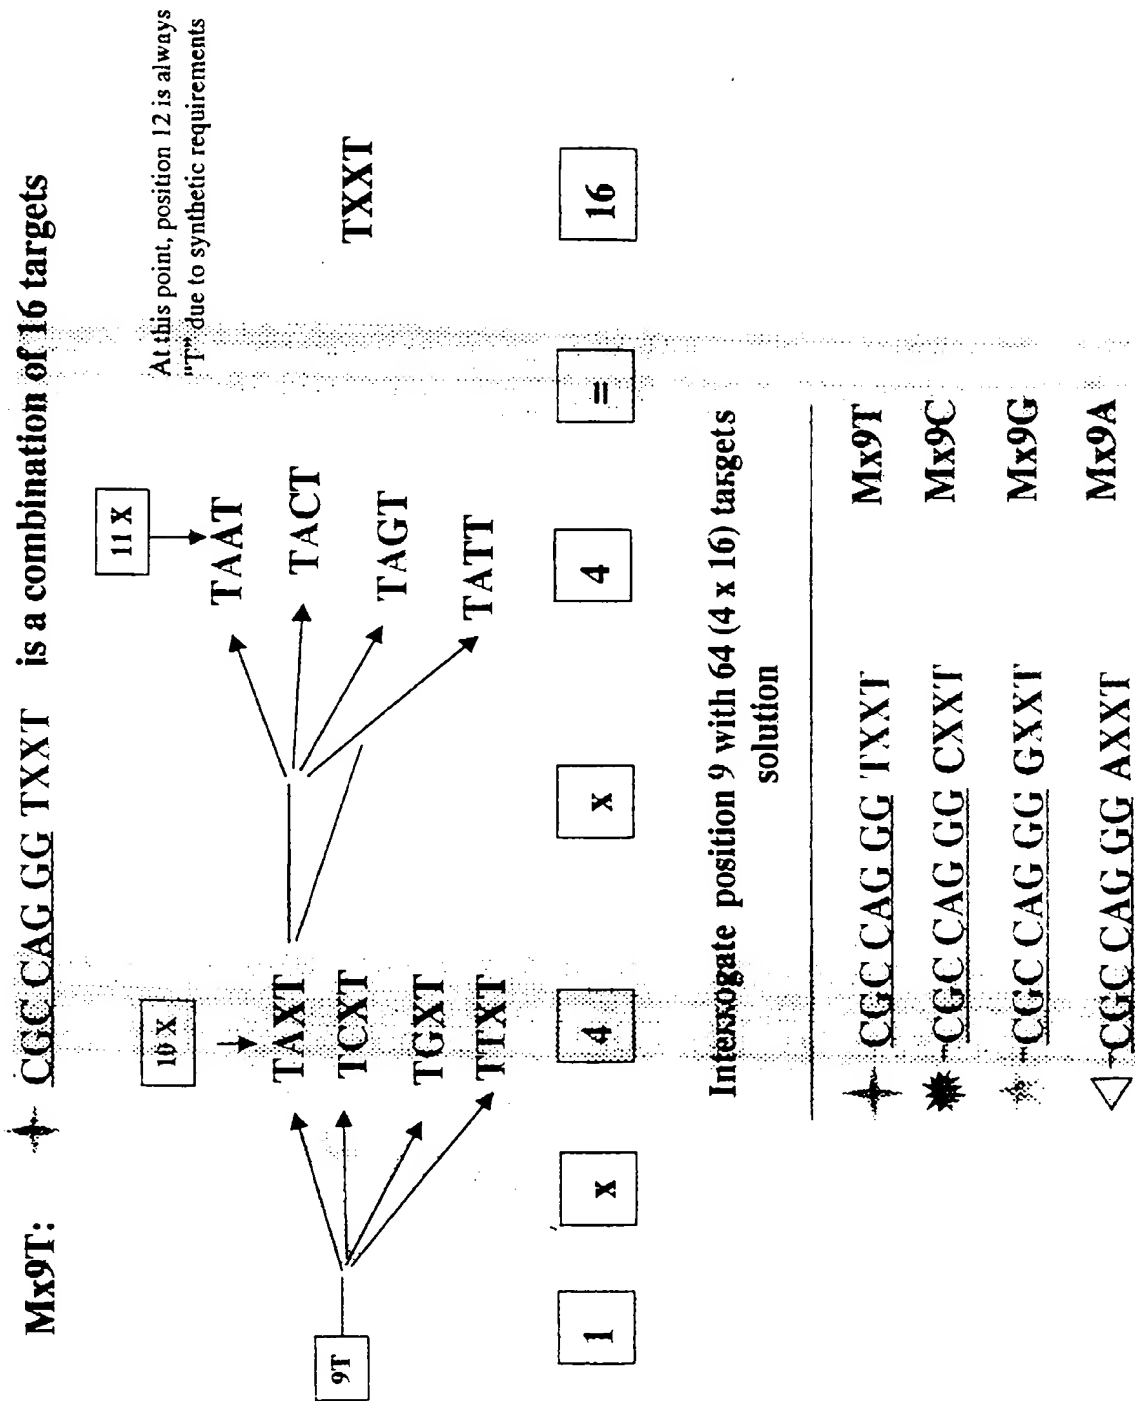 Mx9T: CGC CAG GG TXXT is a combination of 16 targets
At this point, position 12 is always
"T" due to synthetic requirements
10 X
11 X
9T
TAXT
TCXT
TGXT
TTXT
TAAT
TACT
TAGT
TATT
TXXT
1 x 4 x 4 = 16
Interrogate position 9 with 64 (4 x 16) targets
solution
CGC CAG GG TXXT Mx9T
CGC CAG GG CXXT Mx9C
CGC CAG GG GXXT Mx9G
CGC CAG GG AXXT Mx9A